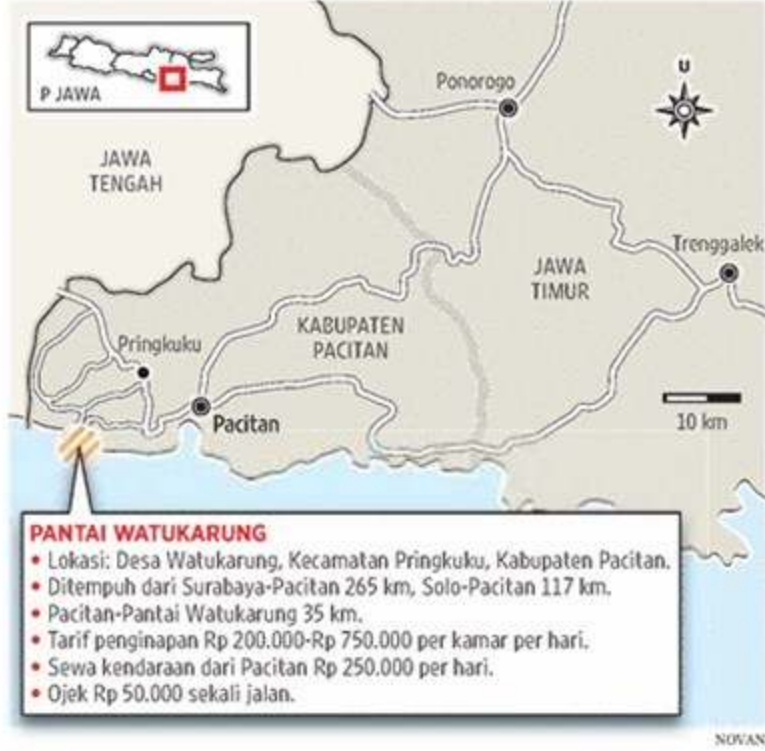 P JAWA
JAWA
TENGAH
Ponorogo
U
Trenggalek
JAWA
TIMUR
KABUPATEN
PACITAN
Pringkuku
Pacitan
10 km
PANTAI WATUKARUNG
• Lokasi: Desa Watukarung, Kecamatan Pringkuku, Kabupaten Pacitan.
• Ditempuh dari Surabaya-Pacitan 265 km, Solo-Pacitan 117 km.
• Pacitan-Pantai Watukarung 35 km.
• Tarif penginapan Rp 200.000-Rp 750.000 per kamar per hari.
• Sewa kendaraan dari Pacitan Rp 250.000 per hari.
• Ojek Rp 50.000 sekali jalan.
NOVAN